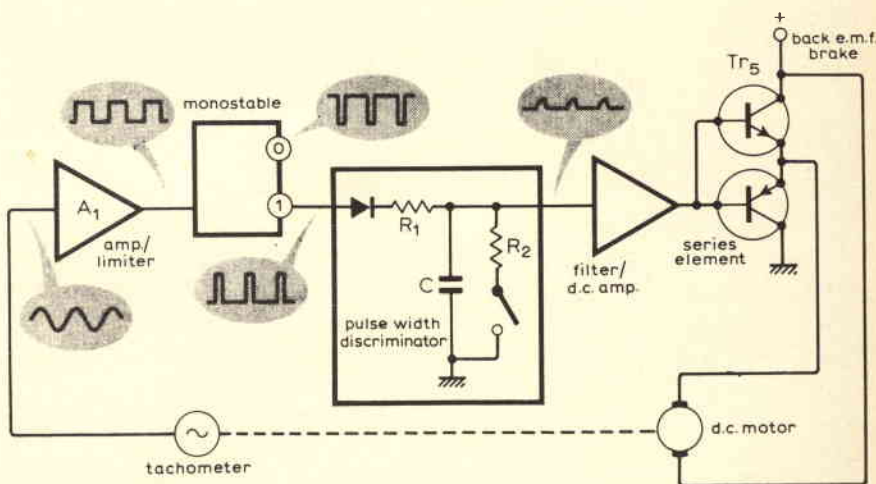 +
back e.m.f.
brake
Tr5
monostable
0
1
A1
amp./
limiter
R1
R2
C
pulse width
discriminator
filter/
d.c. amp.
series
element
d.c. motor
tachometer